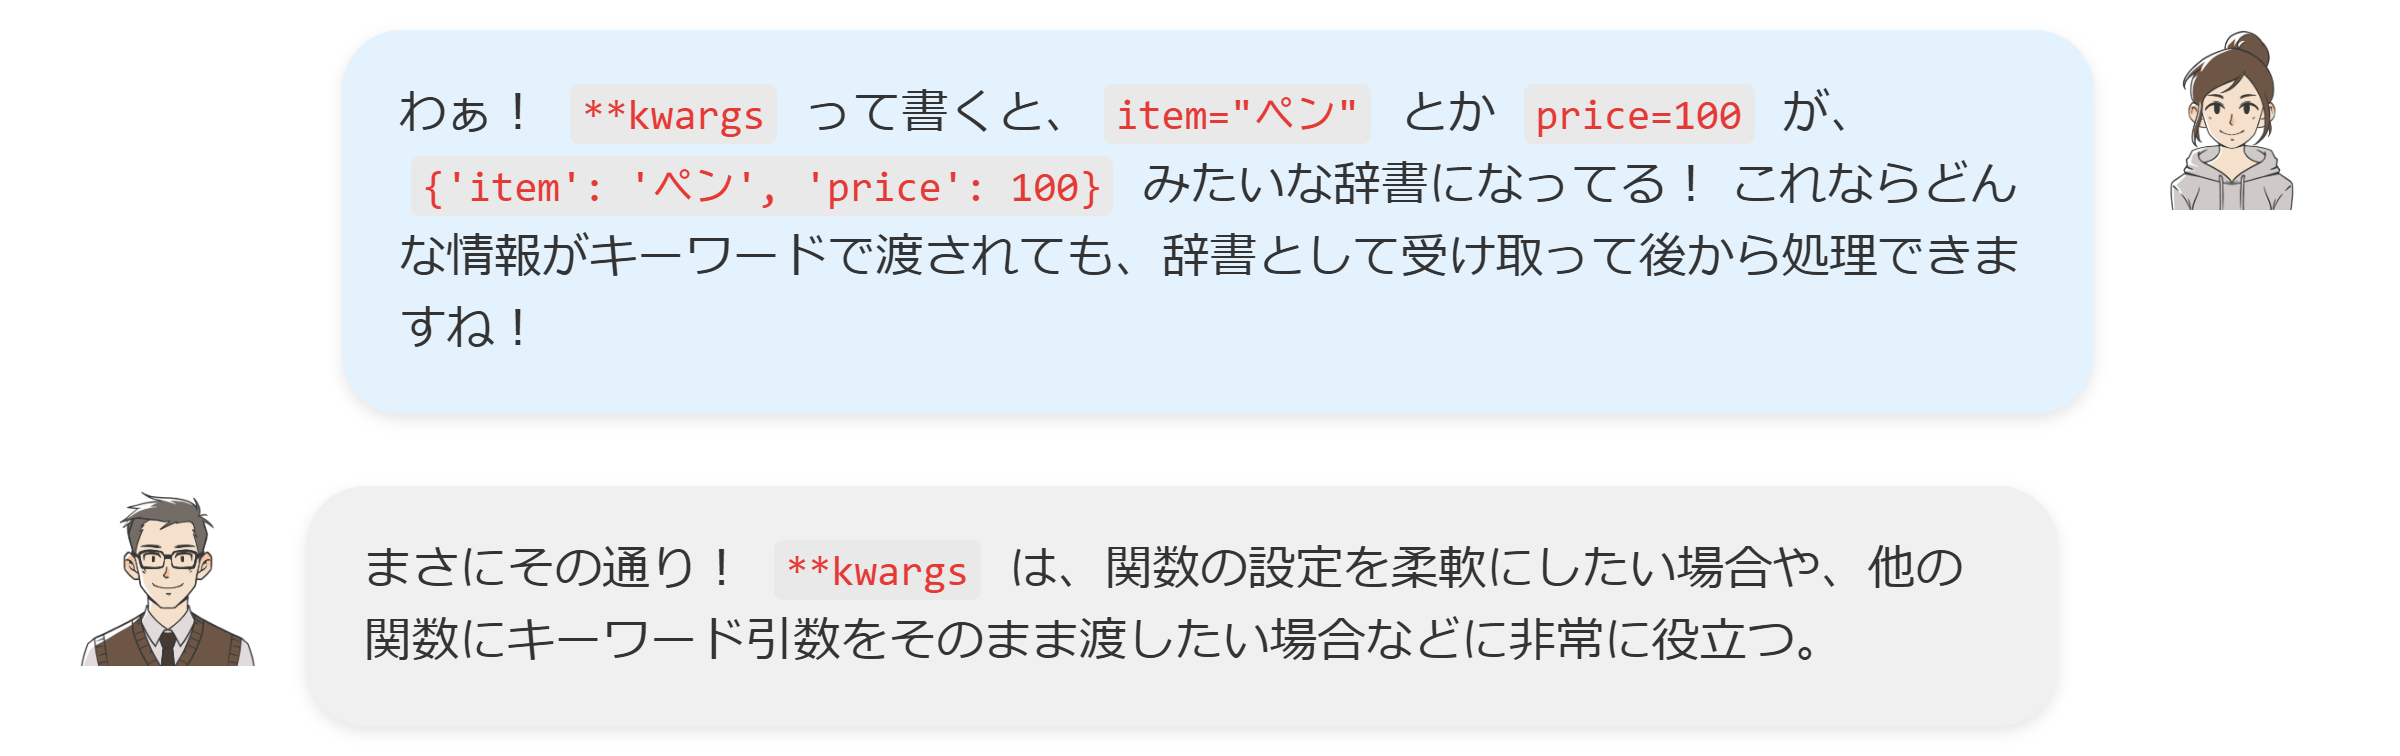 わぁ！ **kwargs って書くと、 item="ペン" とか price=100 が、
{'item': 'ペン', 'price': 100} みたいな辞書になってる！ これならどん
な情報がキーワードで渡されても、辞書として受け取って後から処理できま
すね！
まさにその通り！ **kwargs は、関数の設定を柔軟にしたい場合や、他の
関数にキーワード引数をそのまま渡したい場合などに非常に役立つ。